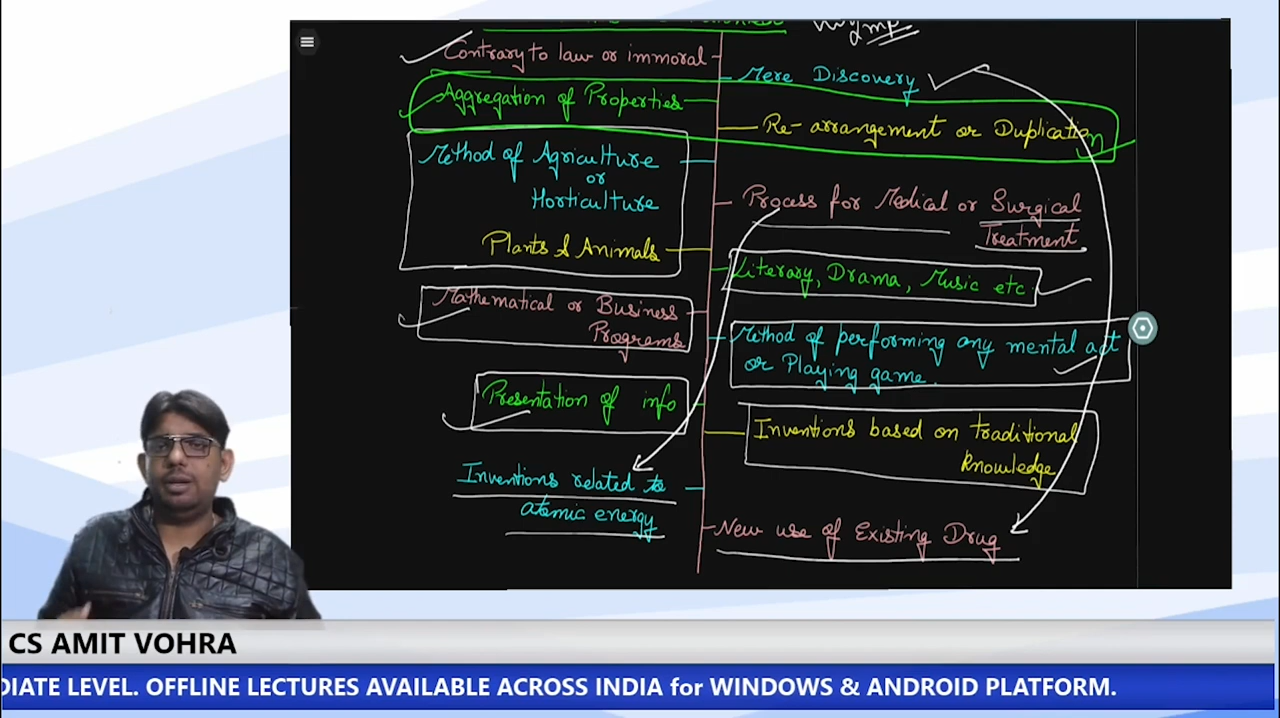 Contrary to law or immoral
Mere Discovery
Aggregation of Properties
Re-arrangement or Duplication
Method of Agriculture
or
Horticulture
Process for Medical or Surgical
Treatment
Plants & Animals
Literary, Drama, Music etc
Mathematical or Business
Programs
Method of performing any mental act
or Playing game.
Presentation of info
Inventions based on traditional
knowledge
Inventions related to
atomic energy
New use of Existing Drug
CS AMIT VOHRA
DIATE LEVEL. OFFLINE LECTURES AVAILABLE ACROSS INDIA for WINDOWS & ANDROID PLATFORM.